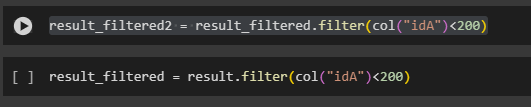 result_filtered2 = result_filtered.filter(col("idA")<200)
[ ] result_filtered = result.filter(col("idA")<200)